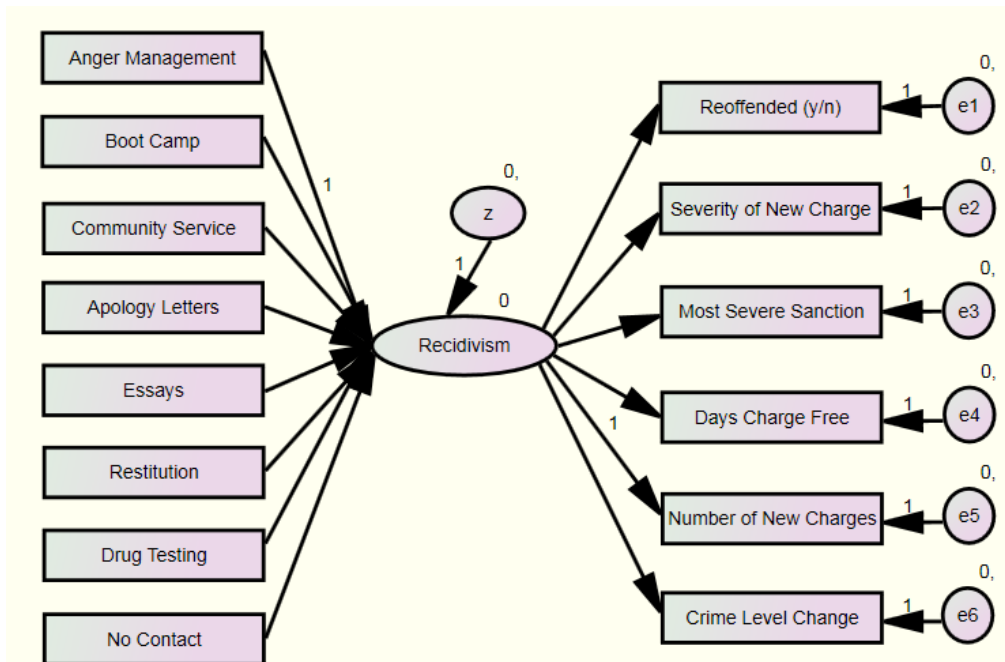 Anger Management
Boot Camp
Community Service
Apology Letters
Essays
Restitution
Drug Testing
No Contact
1
0,
z
1
0
Recidivism
1
Reoffended (y/n)
1
0,
e1
Severity of New Charge
1
0,
e2
Most Severe Sanction
1
0,
e3
Days Charge Free
1
0,
e4
Number of New Charges
1
0,
e5
Crime Level Change
1
0,
e6